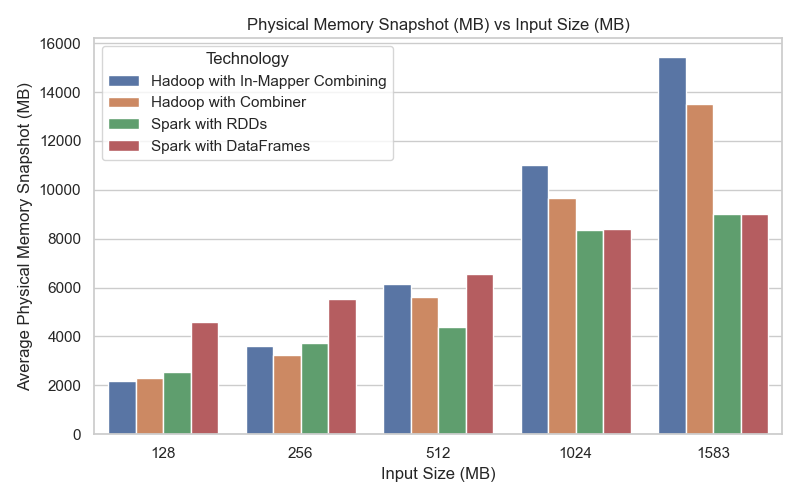 Physical Memory Snapshot (MB) vs Input Size (MB)
Technology
Hadoop with In-Mapper Combining
Hadoop with Combiner
Spark with RDDs
Spark with DataFrames
Average Physical Memory Snapshot (MB)
16000
14000
12000
10000
8000
6000
4000
2000
0
128 256 512 1024 1583
Input Size (MB)